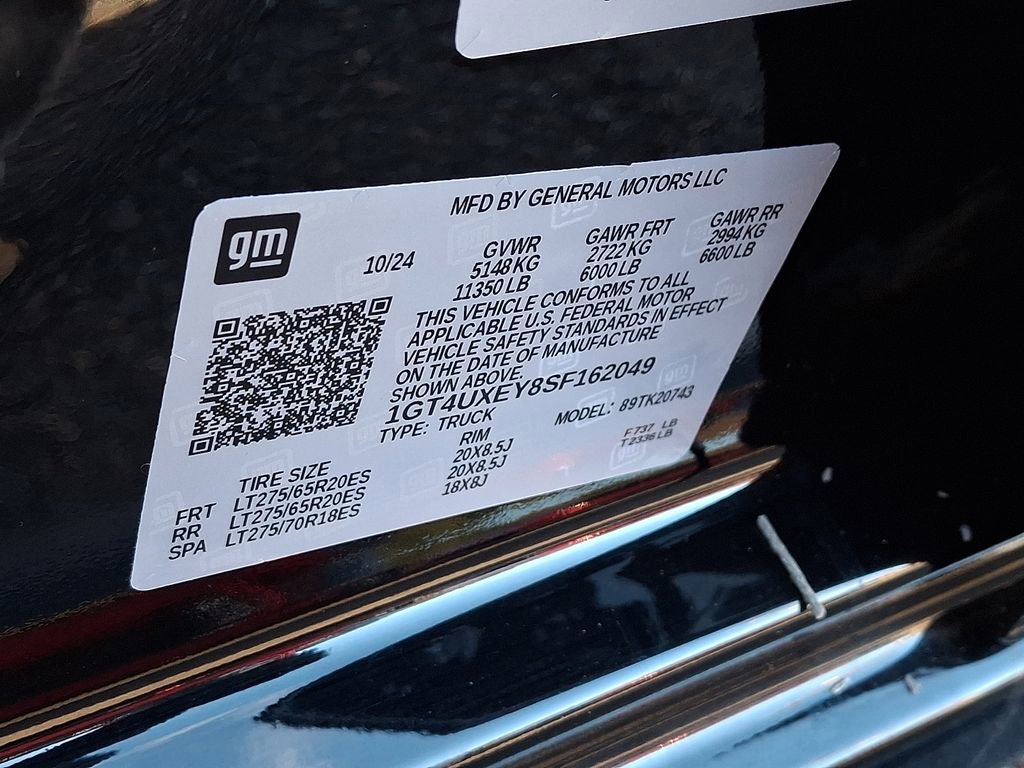 gm
MFD BY GENERAL MOTORS LLC
10/24
GVWR
5148 KG
11350 LB
GAWR FRT
2722 KG
6000 LB
GAWR RR
2994 KG
6600 LB
THIS VEHICLE CONFORMS TO ALL
APPLICABLE U.S. FEDERAL MOTOR
VEHICLE SAFETY STANDARDS IN EFFECT
ON THE DATE OF MANUFACTURE
SHOWN ABOVE.
1GT4UXEY8SF162049
TYPE: TRUCK
MODEL: 89TK20743
F 737 LB
T 2336 LB
TIRE SIZE RIM
FRT LT275/65R20ES 20X8.5J
RR LT275/65R20ES 20X8.5J
SPA LT275/70R18ES 18X8J